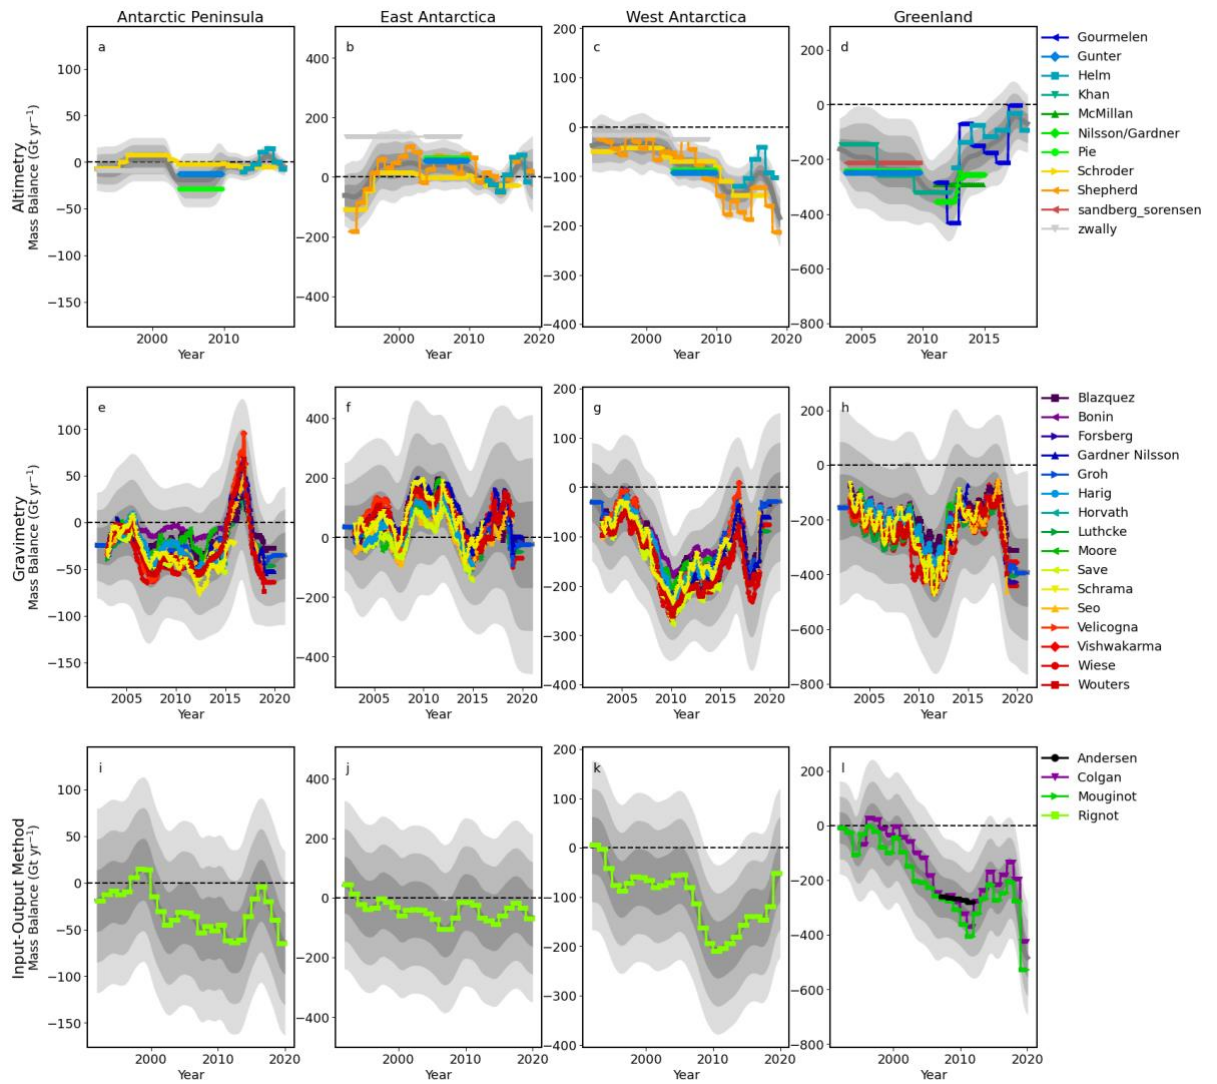 Antarctic Peninsula
East Antarctica
West Antarctica
Greenland
Altimetry
Mass Balance (Gt yr⁻¹)
a
100
50
0
−50
−100
−150
2000
2010
Year
b
400
200
0
−200
−400
2000
2010
2020
Year
c
200
100
0
−100
−200
−300
−400
2000
2010
2020
Year
d
200
0
−200
−400
−600
−800
2005
2010
2015
Year
Gourmelen
Gunter
Helm
Khan
McMillan
Nilsson/Gardner
Pie
Schroder
Shepherd
sandberg_sorensen
zwally
Gravimetry
Mass Balance (Gt yr⁻¹)
e
100
50
0
−50
−100
−150
2005
2010
2015
2020
Year
f
400
200
0
−200
−400
2005
2010
2015
2020
Year
g
200
100
0
−100
−200
−300
−400
2005
2010
2015
2020
Year
h
200
0
−200
−400
−600
−800
2005
2010
2015
2020
Year
Blazquez
Bonin
Forsberg
Gardner Nilsson
Groh
Harig
Horvath
Luthcke
Moore
Save
Schrama
Seo
Velicogna
Vishwakarma
Wiese
Wouters
Input-Output Method
Mass Balance (Gt yr⁻¹)
i
100
50
0
−50
−100
−150
2000
2010
2020
Year
j
400
200
0
−200
−400
2000
2010
2020
Year
k
200
100
0
−100
−200
−300
−400
2000
2010
2020
Year
l
200
0
−200
−400
−600
−800
2000
2010
2020
Year
Andersen
Colgan
Mouginot
Rignot